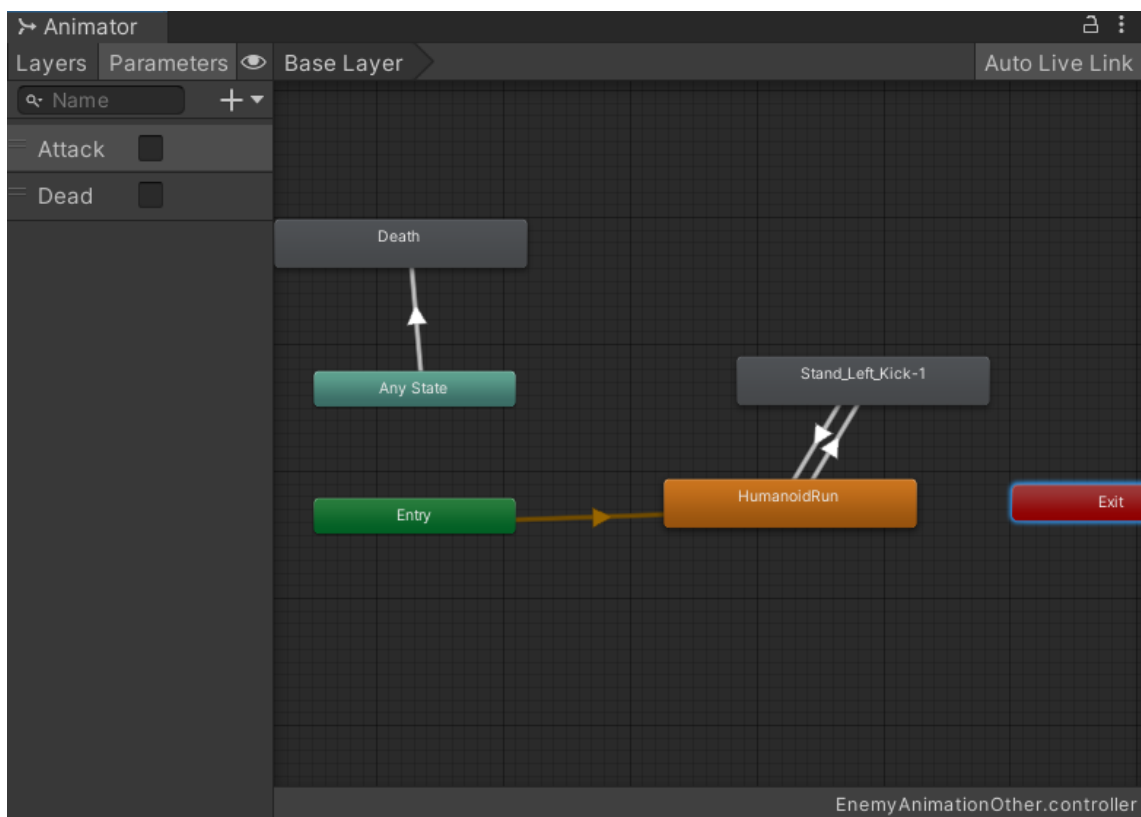 Animator
Layers Parameters Base Layer Auto Live Link
Name
Attack
Dead
Death
Stand_Left_Kick-1
Any State
HumanoidRun
Exit
Entry
EnemyAnimationOther.controller